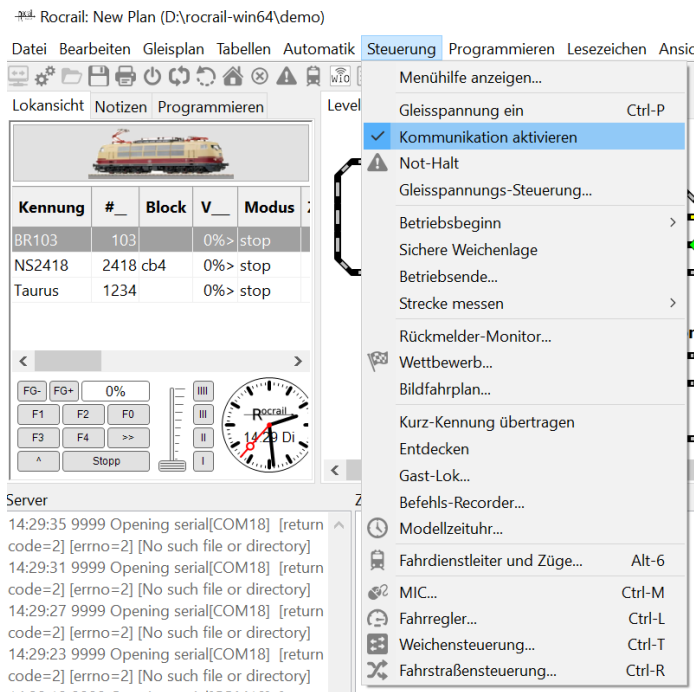 Rocrail: New Plan (D:\rocrail-win64\demo)
Datei Bearbeiten Gleisplan Tabellen Automatik Steuerung Programmieren Lesezeichen Ansic
WIO
Lokansicht Notizen Programmieren
Level
Kennung #__ Block V___ Modus
BR103 103 0%> stop
NS2418 2418 cb4 0%> stop
Taurus 1234 0%> stop
FG- FG+ 0% IIII
F1 F2 F0 III
F3 F4 >> II
^ Stopp I
Rocrail
14:29 Di
Server
14:29:35 9999 Opening serial[COM18] [return
code=2] [errno=2] [No such file or directory]
14:29:31 9999 Opening serial[COM18] [return
code=2] [errno=2] [No such file or directory]
14:29:27 9999 Opening serial[COM18] [return
code=2] [errno=2] [No such file or directory]
14:29:23 9999 Opening serial[COM18] [return
code=2] [errno=2] [No such file or directory]
Menühilfe anzeigen...
Gleisspannung ein Ctrl-P
Kommunikation aktivieren
Not-Halt
Gleisspannungs-Steuerung...
Betriebsbeginn >
Sichere Weichenlage
Betriebsende...
Strecke messen >
Rückmelder-Monitor...
Wettbewerb...
Bildfahrplan...
Kurz-Kennung übertragen
Entdecken
Gast-Lok...
Befehls-Recorder...
Modellzeituhr...
Fahrdienstleiter und Züge... Alt-6
MIC... Ctrl-M
Fahrregler... Ctrl-L
Weichensteuerung... Ctrl-T
Fahrstraßensteuerung... Ctrl-R